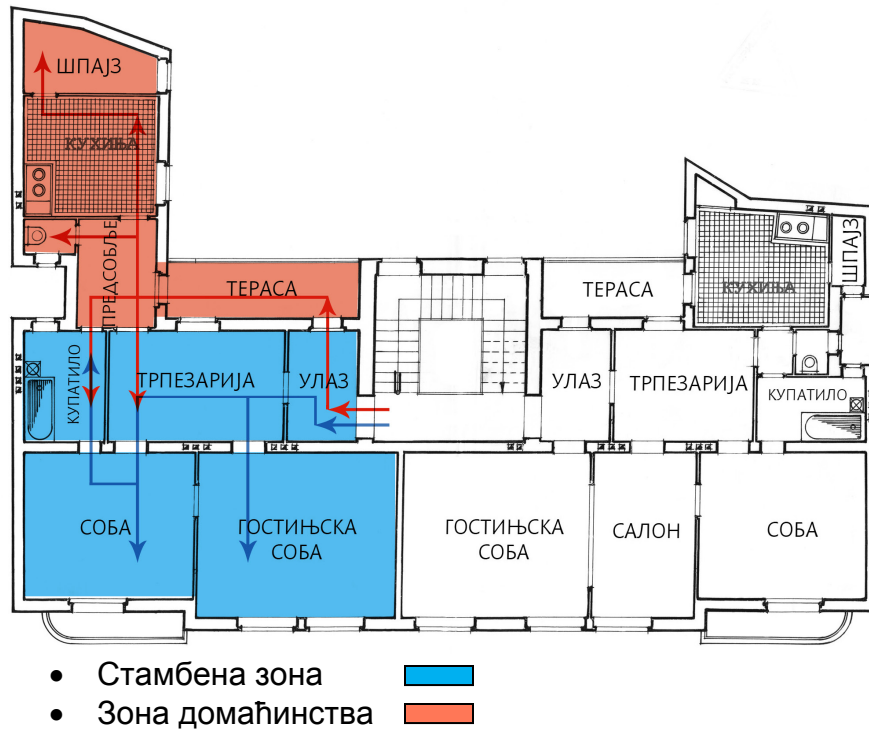 ШПАЈЗ
КУХИЊА
ПРЕДСОБЉЕ
ТЕРАСА
ТЕРАСА
КУХИЊА
ШПАЈЗ
КУПАТИЛО
ТРПЕЗАРИЈА
УЛАЗ
УЛАЗ
ТРПЕЗАРИЈА
КУПАТИЛО
СОБА
ГОСТИЊСКА
СОБА
ГОСТИЊСКА
СОБА
САЛОН
СОБА
• Стамбена зона
• Зона домаћинства